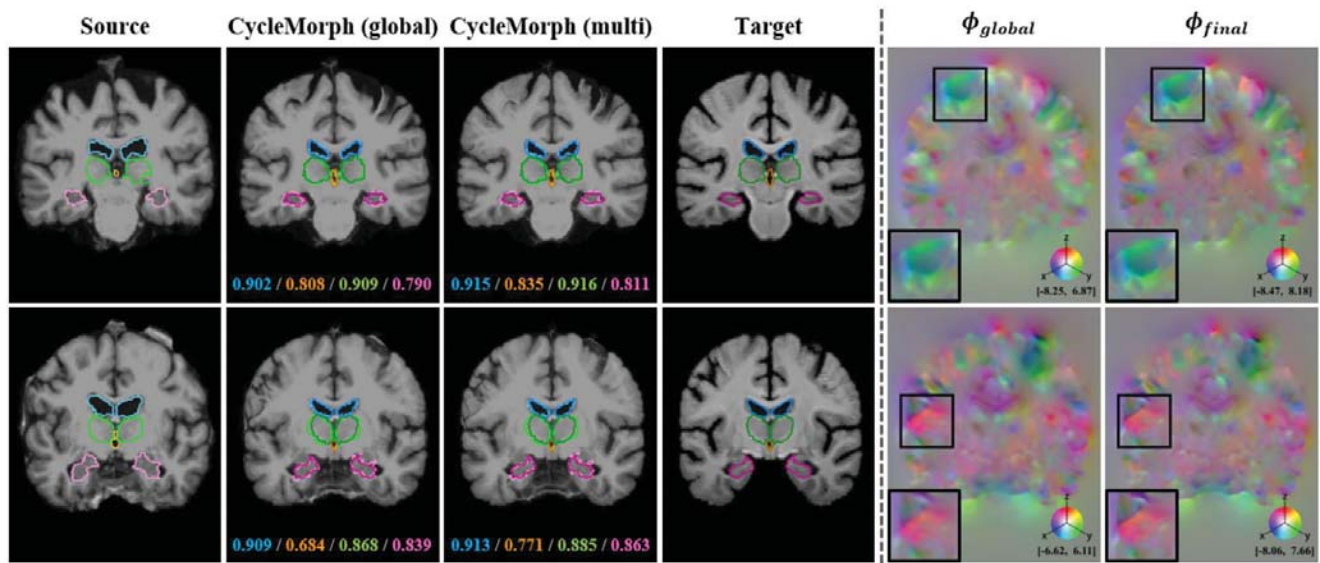 Source CycleMorph (global) CycleMorph (multi) Target ϕglobal ϕfinal
0.902 / 0.808 / 0.909 / 0.790 0.915 / 0.835 / 0.916 / 0.811
z z
x y x y
[-8.25, 6.87] [-8.47, 8.18]
0.909 / 0.684 / 0.868 / 0.839 0.913 / 0.771 / 0.885 / 0.863
z z
x y x y
[-6.62, 6.11] [-8.06, 7.66]